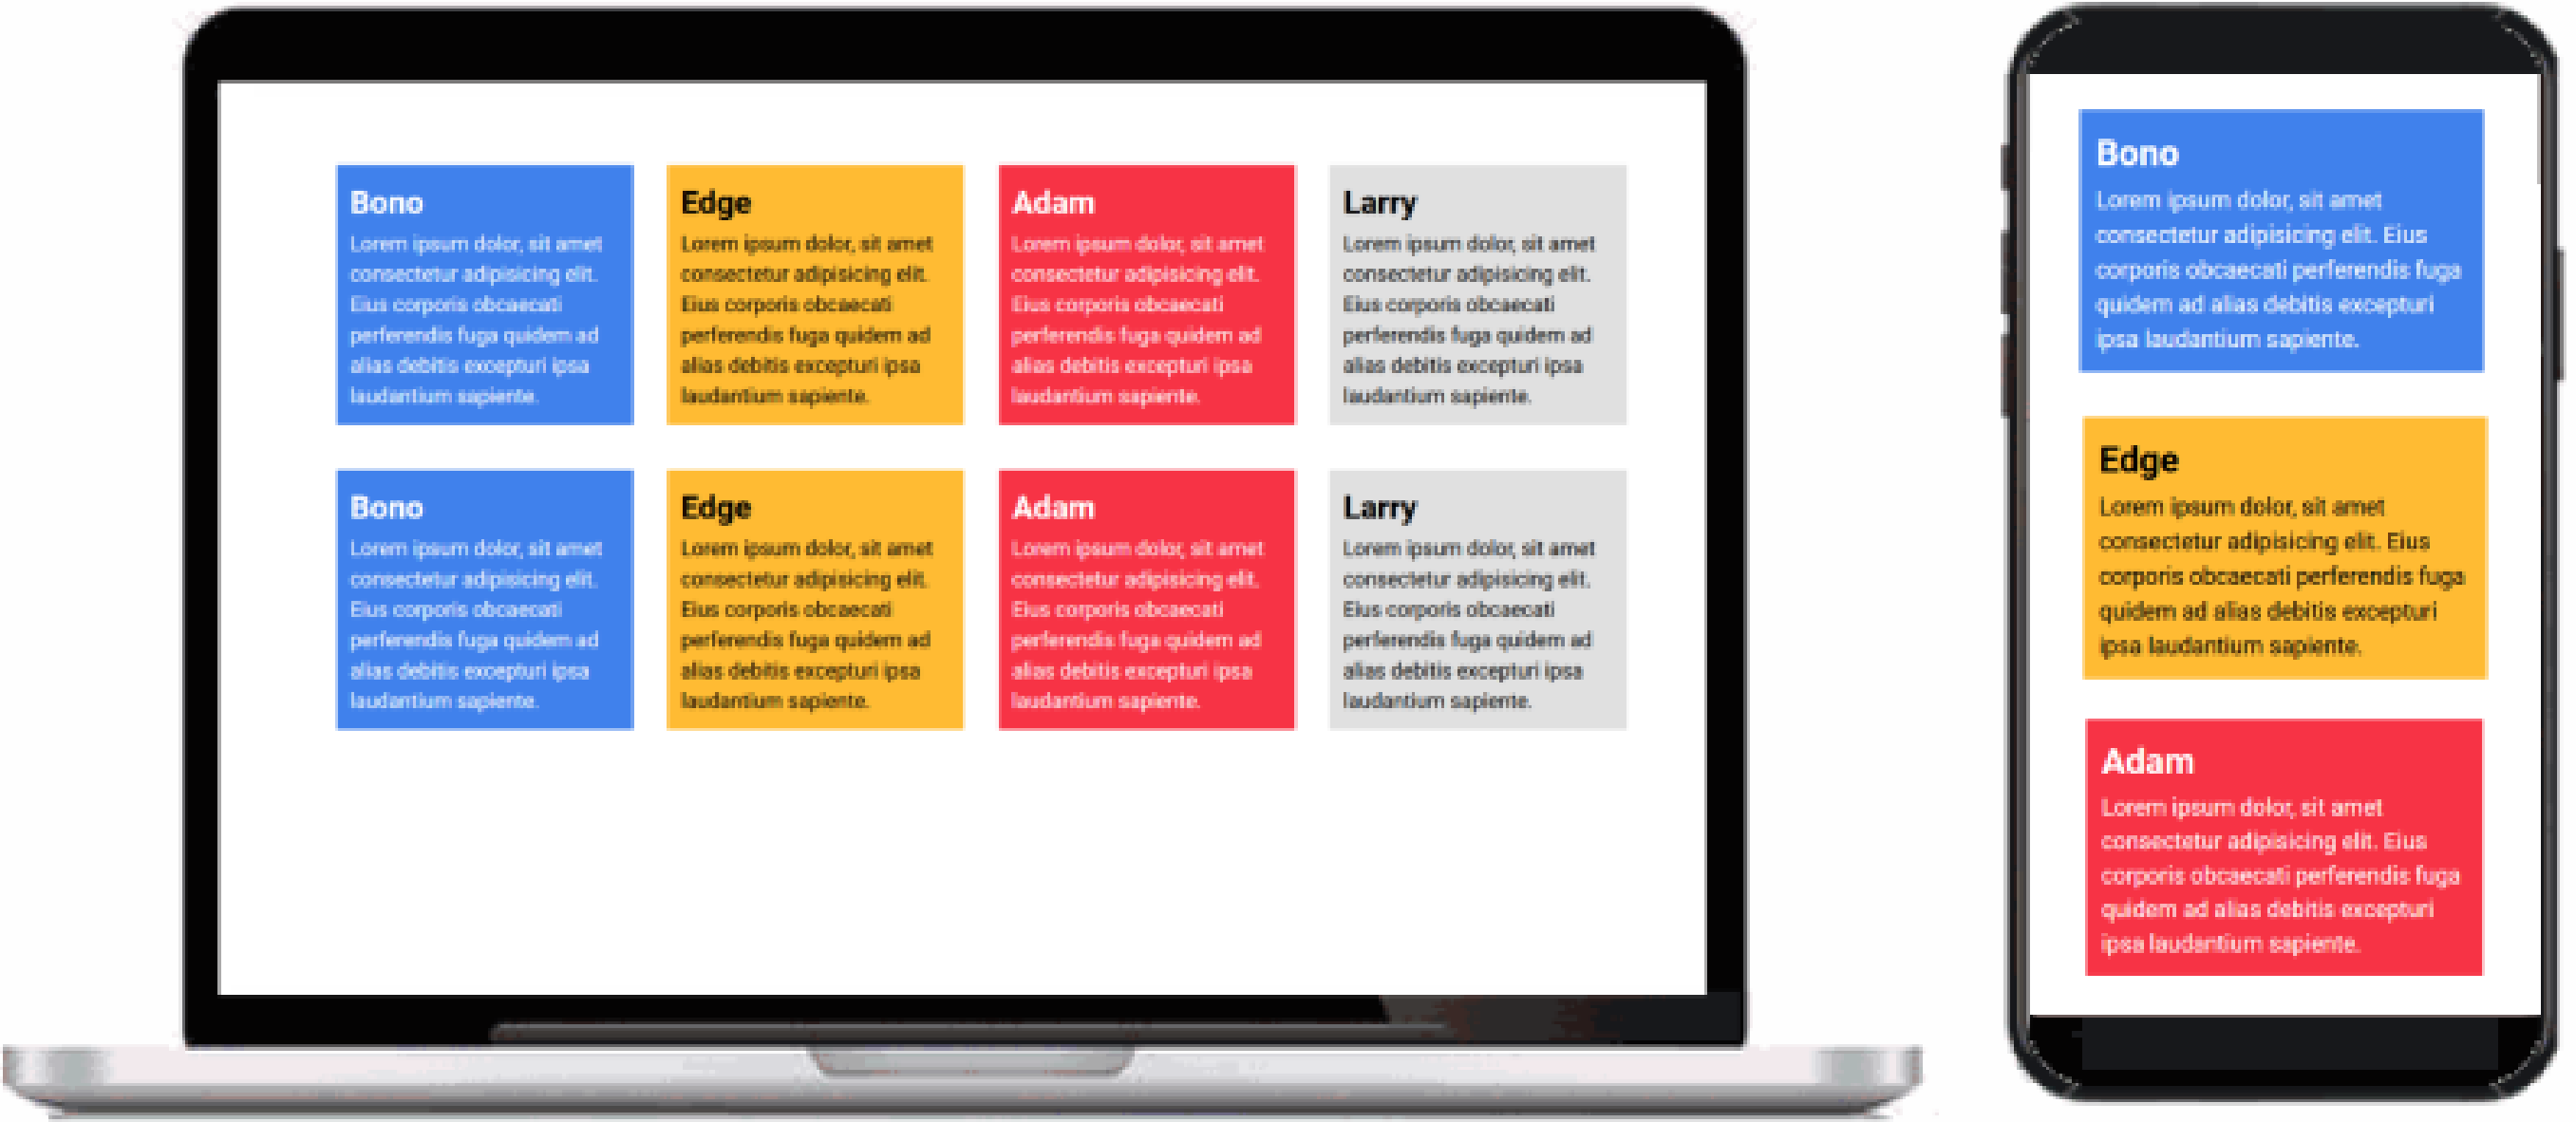 Bono
Lorem ipsum dolor, sit amet
consectetur adipisicing elit.
Eius corporis obcaecati
perferendis fuga quidem ad
alias debitis excepturi ipsa
laudantium sapiente.
Edge
Lorem ipsum dolor, sit amet
consectetur adipisicing elit.
Eius corporis obcaecati
perferendis fuga quidem ad
alias debitis excepturi ipsa
laudantium sapiente.
Adam
Lorem ipsum dolor, sit amet
consectetur adipisicing elit.
Eius corporis obcaecati
perferendis fuga quidem ad
alias debitis excepturi ipsa
laudantium sapiente.
Larry
Lorem ipsum dolor, sit amet
consectetur adipisicing elit.
Eius corporis obcaecati
perferendis fuga quidem ad
alias debitis excepturi ipsa
laudantium sapiente.
Bono
Lorem ipsum dolor, sit amet
consectetur adipisicing elit.
Eius corporis obcaecati
perferendis fuga quidem ad
alias debitis excepturi ipsa
laudantium sapiente.
Edge
Lorem ipsum dolor, sit amet
consectetur adipisicing elit.
Eius corporis obcaecati
perferendis fuga quidem ad
alias debitis excepturi ipsa
laudantium sapiente.
Adam
Lorem ipsum dolor, sit amet
consectetur adipisicing elit.
Eius corporis obcaecati
perferendis fuga quidem ad
alias debitis excepturi ipsa
laudantium sapiente.
Larry
Lorem ipsum dolor, sit amet
consectetur adipisicing elit.
Eius corporis obcaecati
perferendis fuga quidem ad
alias debitis excepturi ipsa
laudantium sapiente.
Bono
Lorem ipsum dolor, sit amet
consectetur adipisicing elit. Eius
corporis obcaecati perferendis fuga
quidem ad alias debitis excepturi
ipsa laudantium sapiente.
Edge
Lorem ipsum dolor, sit amet
consectetur adipisicing elit. Eius
corporis obcaecati perferendis fuga
quidem ad alias debitis excepturi
ipsa laudantium sapiente.
Adam
Lorem ipsum dolor, sit amet
consectetur adipisicing elit. Eius
corporis obcaecati perferendis fuga
quidem ad alias debitis excepturi
ipsa laudantium sapiente.